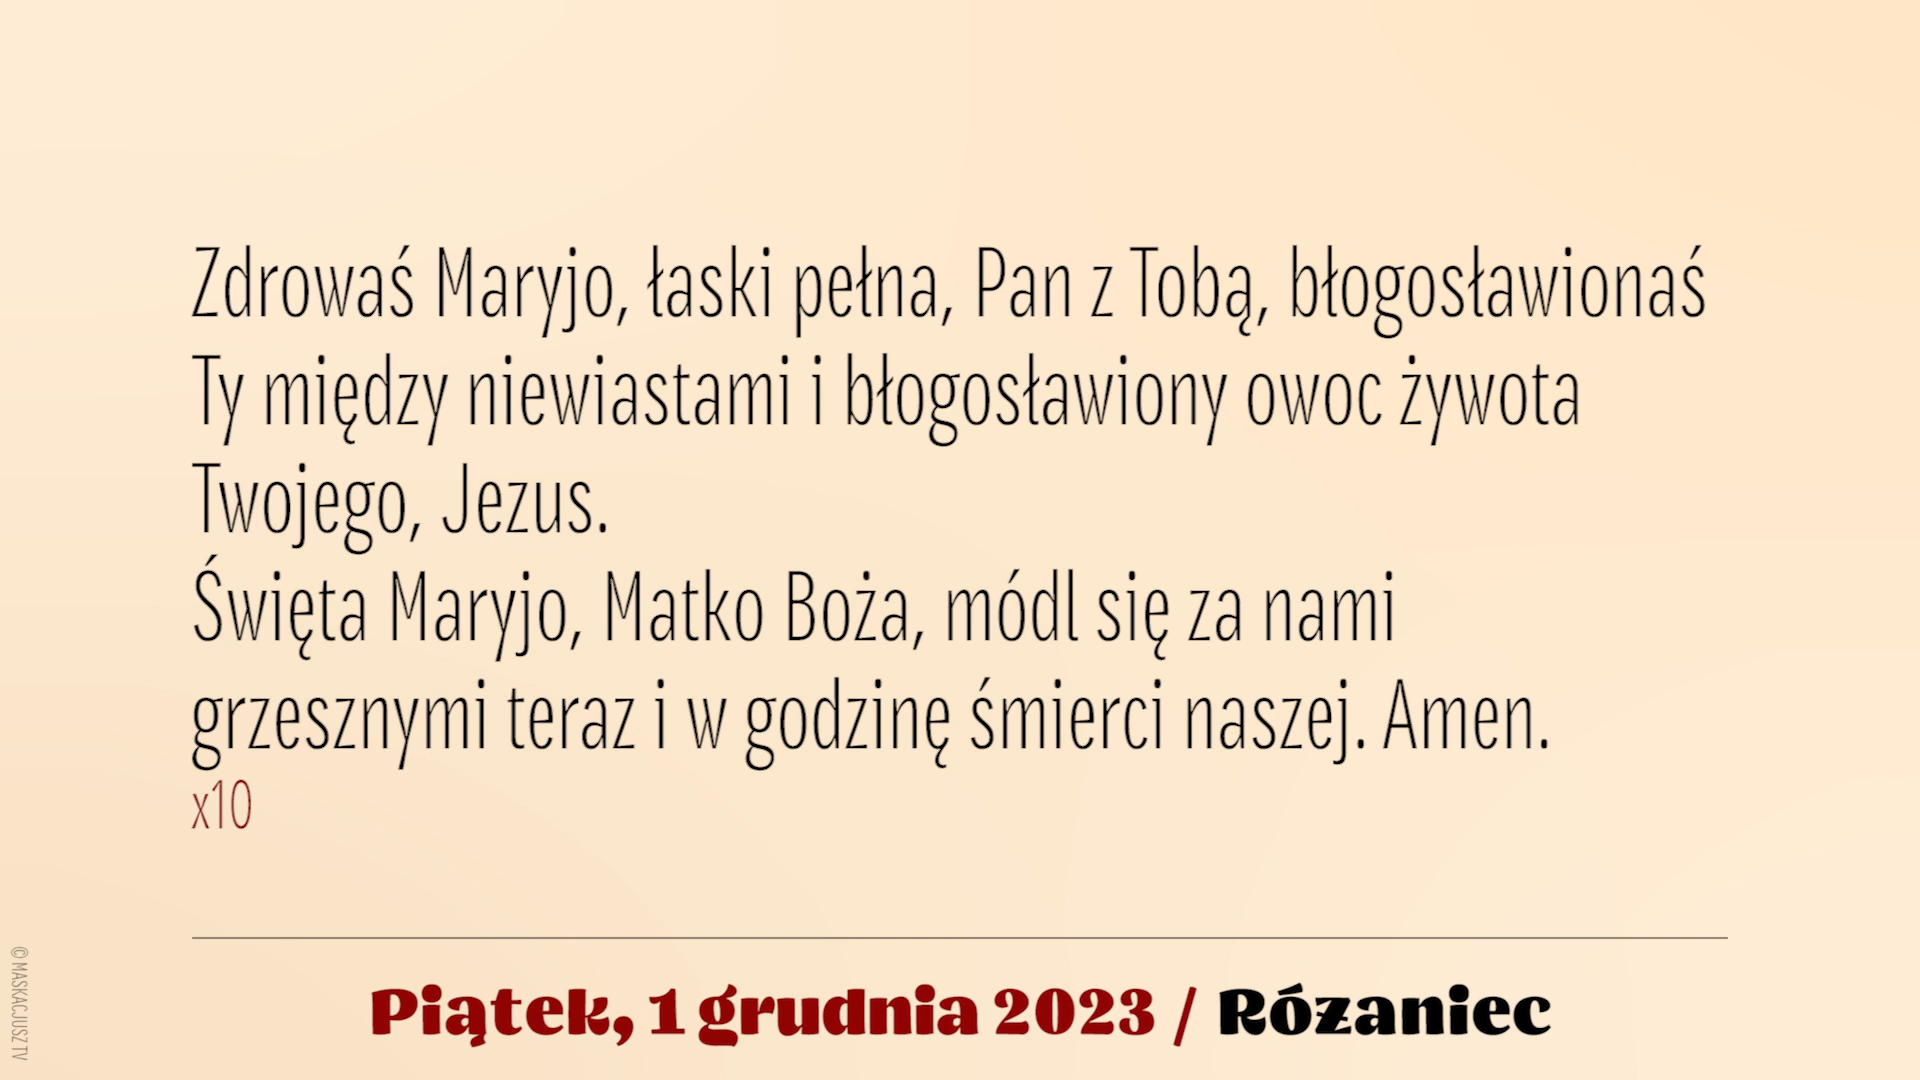 Zdrowaś Maryjo, łaski pełna, Pan z Tobą, błogosławionaś
Ty między niewiastami i błogosławiony owoc żywota
Twojego, Jezus.
Święta Maryjo, Matko Boża, módl się za nami
grzesznymi teraz i w godzinę śmierci naszej. Amen.
x10
Piątek, 1 grudnia 2023 / Różaniec
© MASKACJUSZ TV